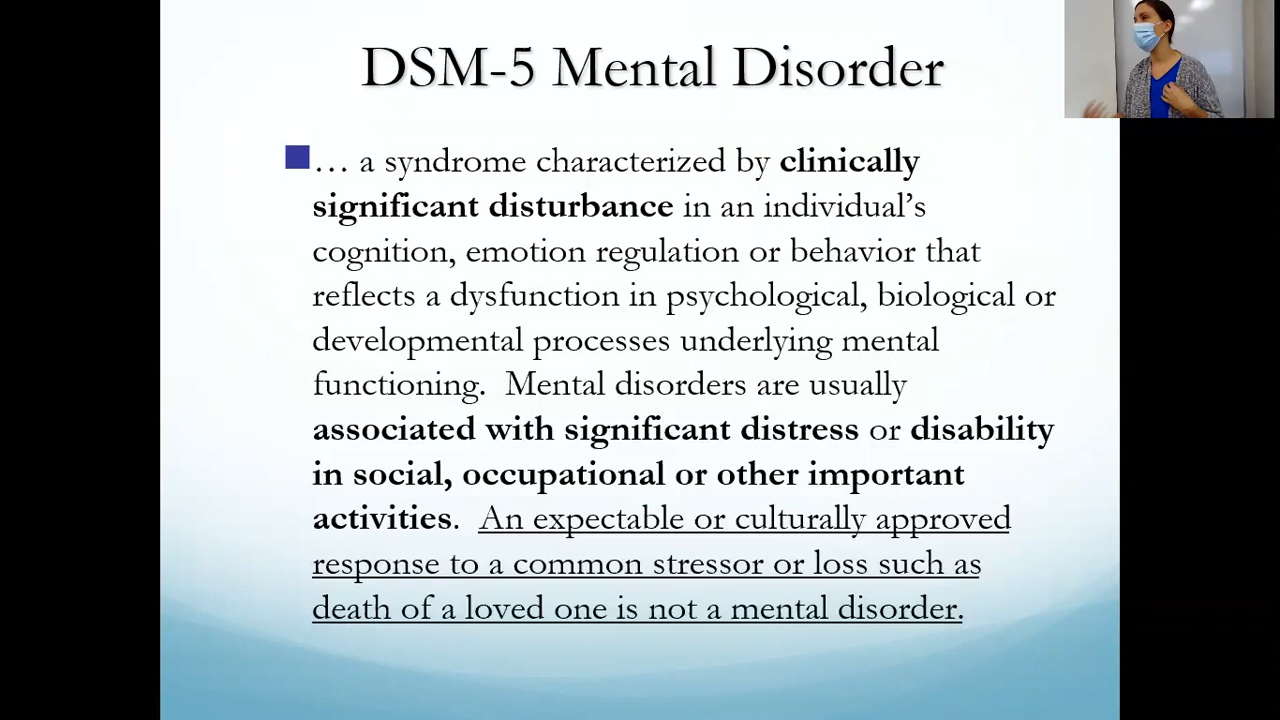 DSM-5 Mental Disorder
… a syndrome characterized by clinically
significant disturbance in an individual’s
cognition, emotion regulation or behavior that
reflects a dysfunction in psychological, biological or
developmental processes underlying mental
functioning.  Mental disorders are usually
associated with significant distress or disability
in social, occupational or other important
activities.  An expectable or culturally approved
response to a common stressor or loss such as
death of a loved one is not a mental disorder.